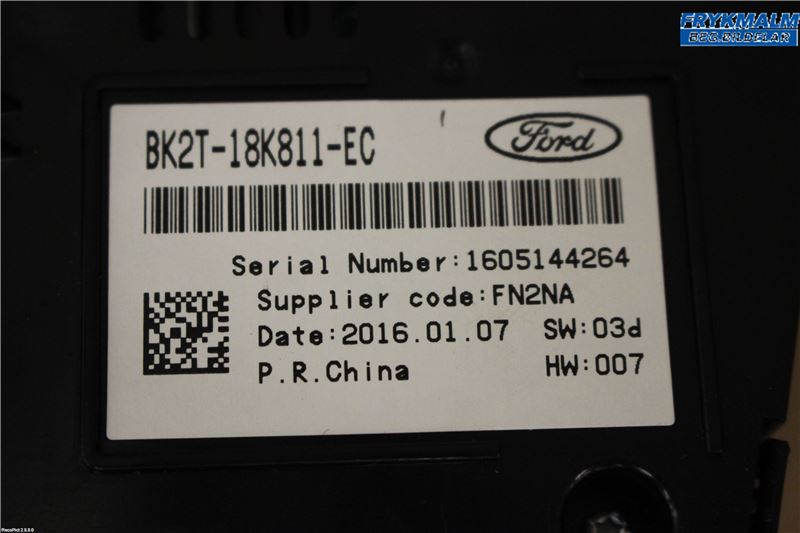 FRYKMALM
BEG.BILDELAR
BK2T-18K811-EC
Ford
Serial Number:1605144264
Supplier code:FN2NA
Date:2016.01.07 SW:03d
P.R.China HW:007